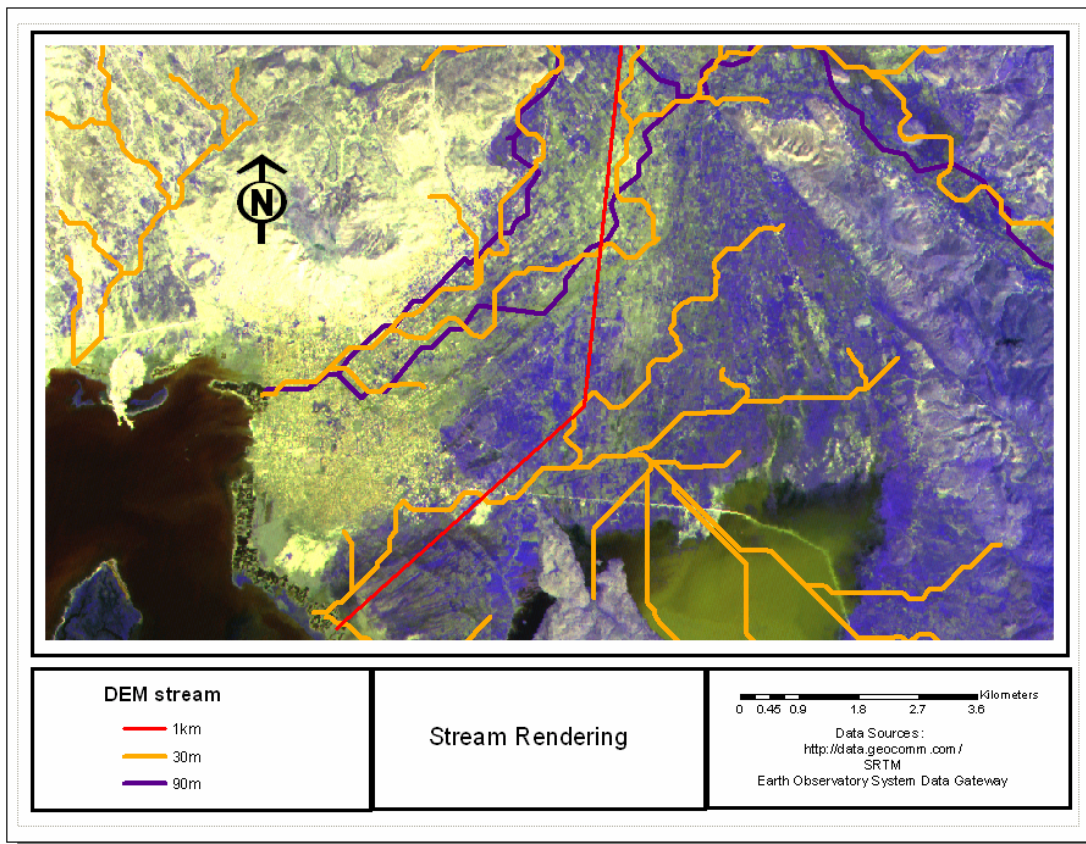 N
DEM stream
1km
30m
90m
Stream Rendering
Kilometers
0 0.45 0.9 1.8 2.7 3.6
Data Sources:
http://data.geocomm.com/
SRTM
Earth Observatory System Data Gateway